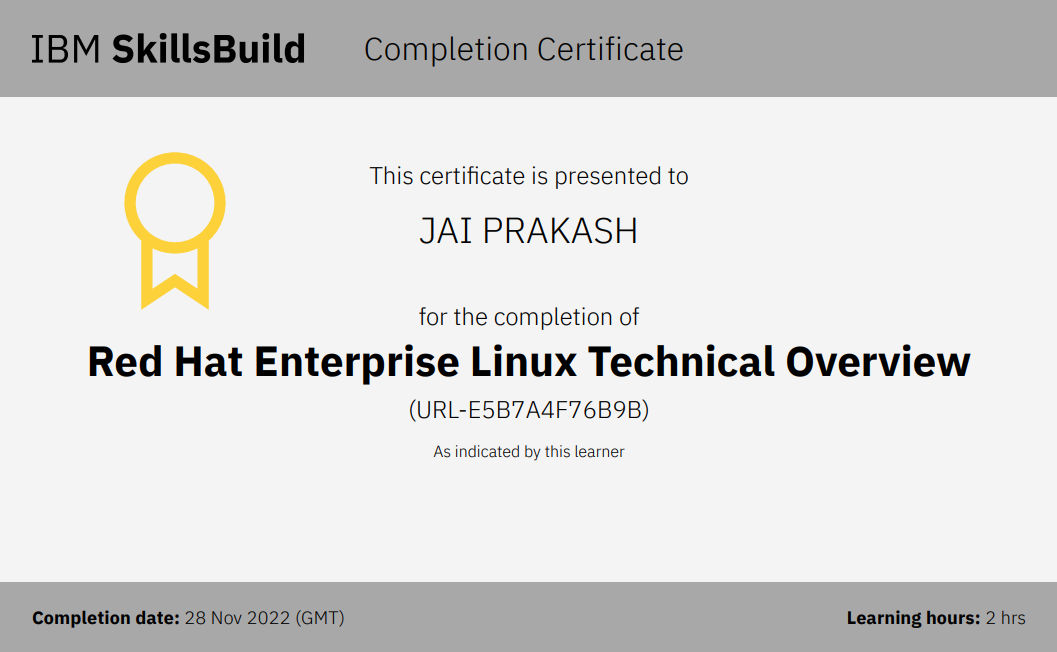 IBM SkillsBuild Completion Certificate
This certificate is presented to
JAI PRAKASH
for the completion of
Red Hat Enterprise Linux Technical Overview
(URL-E5B7A4F76B9B)
As indicated by this learner
Completion date: 28 Nov 2022 (GMT) Learning hours: 2 hrs